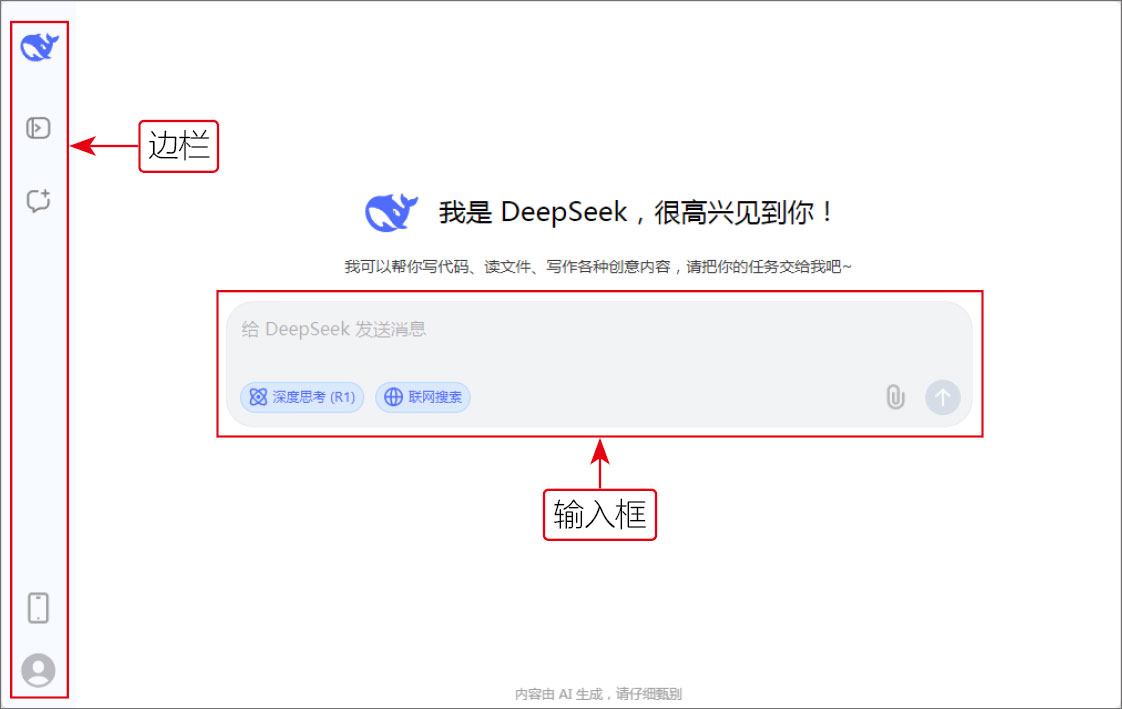 边栏
我是 DeepSeek，很高兴见到你！
我可以帮你写代码、读文件、写作各种创意内容，请把你的任务交给我吧~
给 DeepSeek 发送消息
深度思考 (R1) 联网搜索
输入框
内容由 AI 生成，请仔细甄别